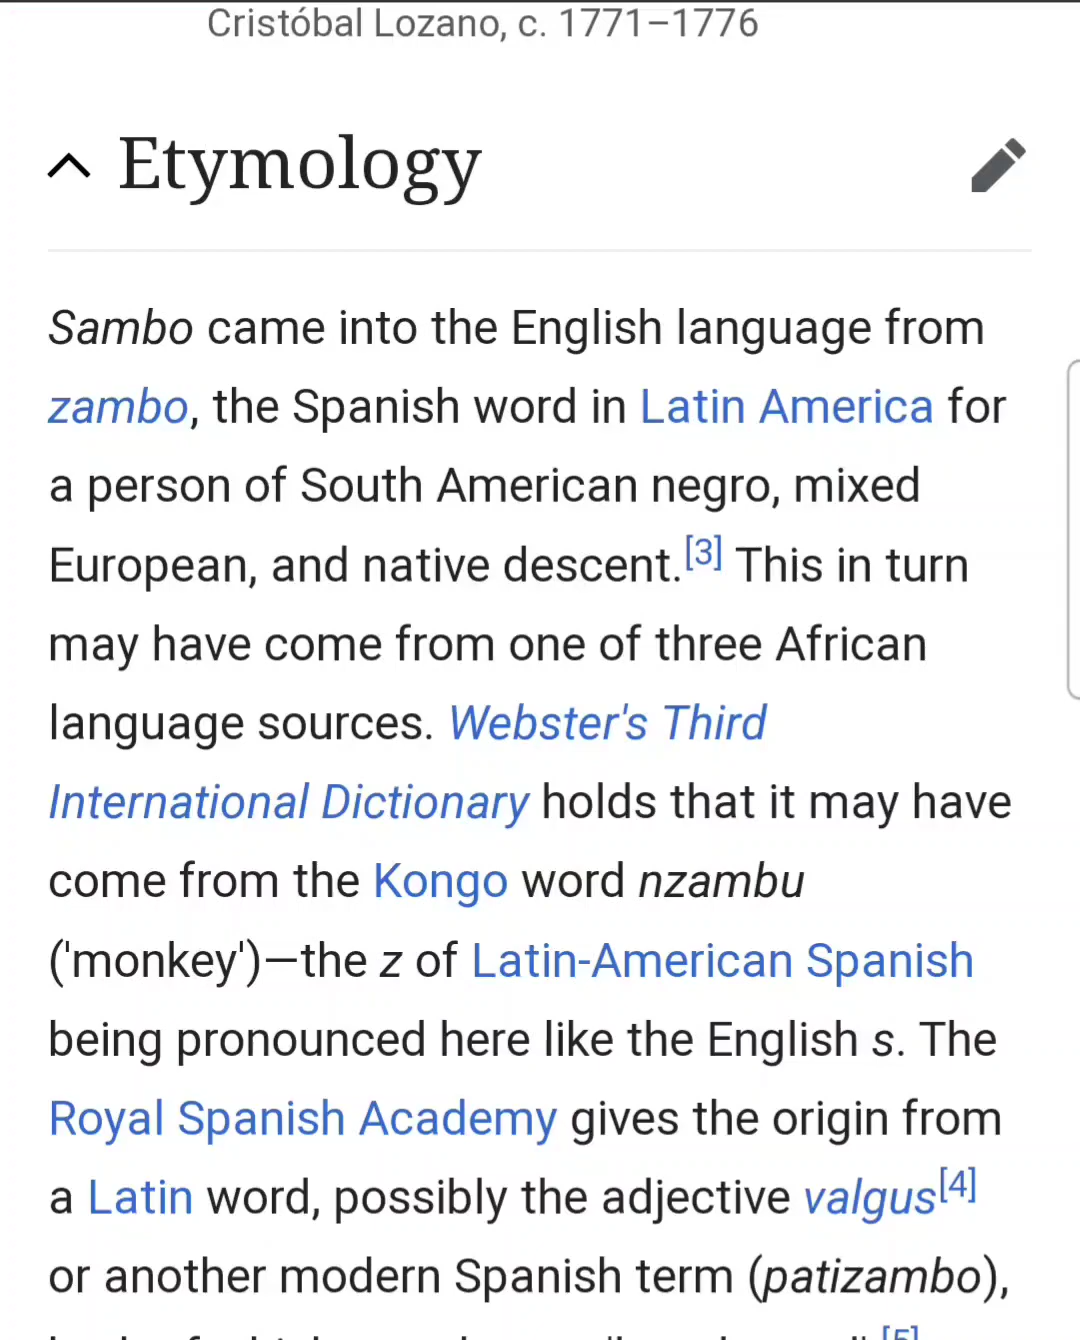 Cristóbal Lozano, c. 1771–1776
Etymology
Sambo came into the English language from
zambo, the Spanish word in Latin America for
a person of South American negro, mixed
European, and native descent.[3] This in turn
may have come from one of three African
language sources. Webster's Third
International Dictionary holds that it may have
come from the Kongo word nzambu
('monkey')—the z of Latin-American Spanish
being pronounced here like the English s. The
Royal Spanish Academy gives the origin from
a Latin word, possibly the adjective valgus[4]
or another modern Spanish term (patizambo),
[5]